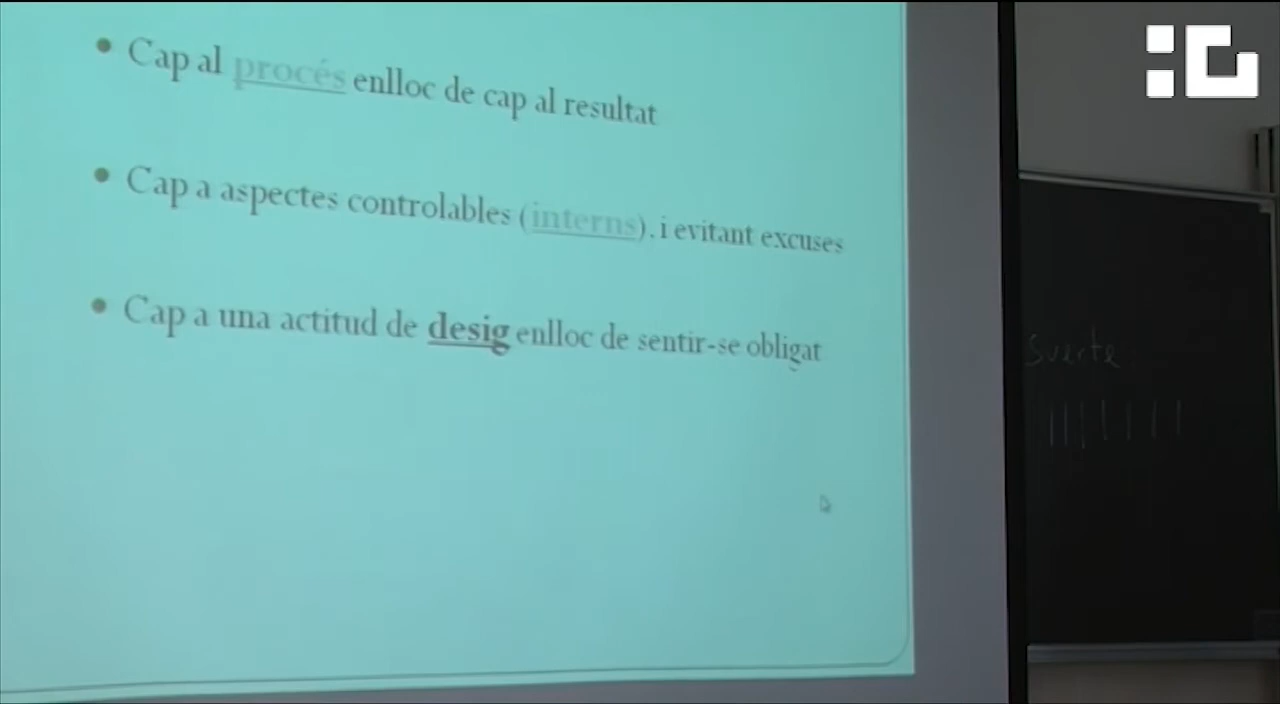 • Cap al procés enlloc de cap al resultat
• Cap a aspectes controlables (interns). i evitant excuses
• Cap a una actitud de desig enlloc de sentir-se obligat
Suerte